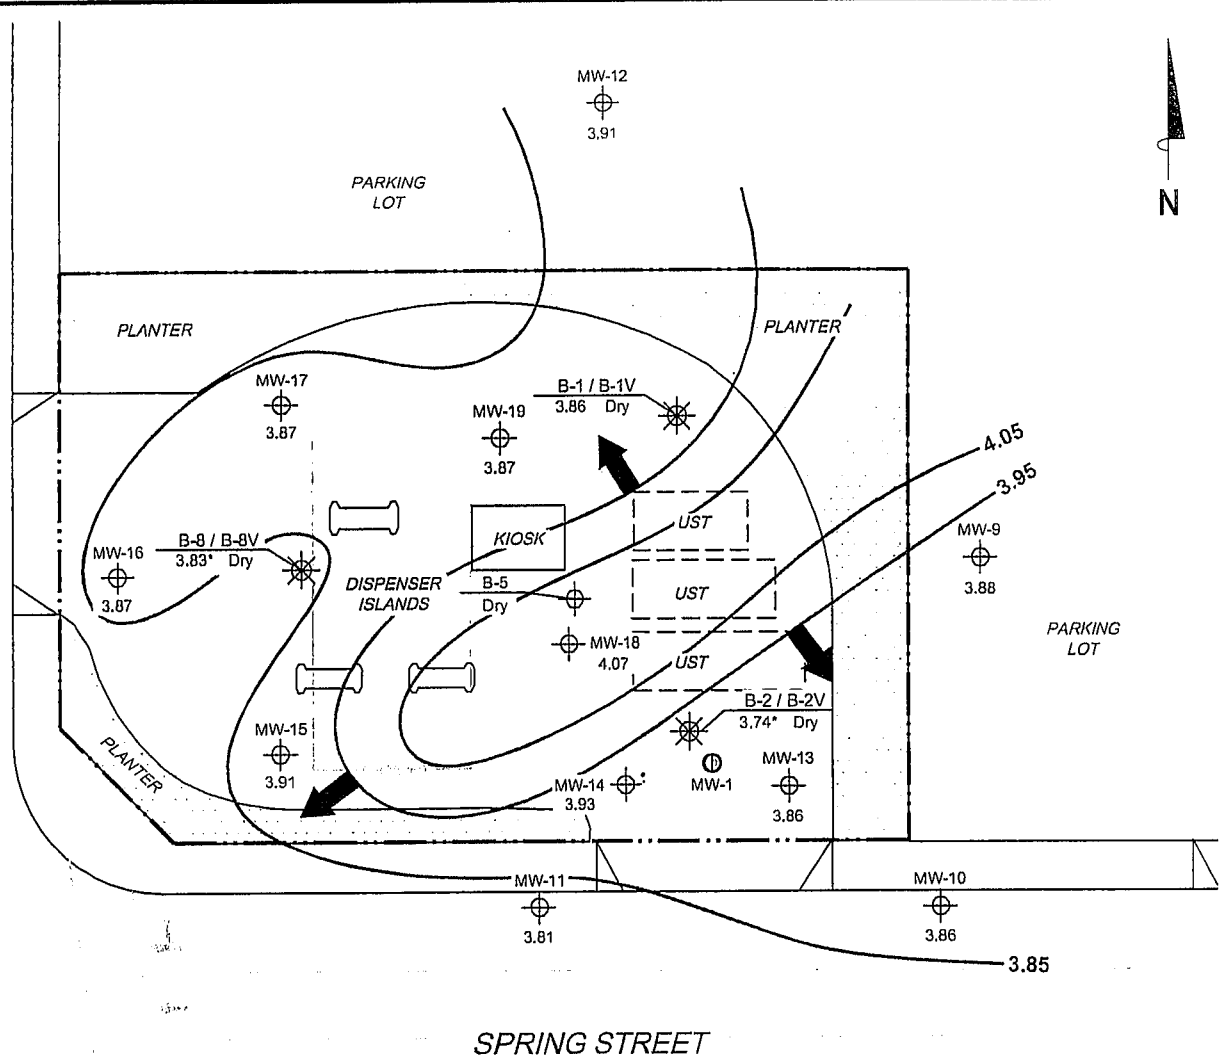 MW-12
3.91
PARKING
LOT
N
PLANTER
PLANTER
MW-17
3.87
B-1 / B-1V
3.86 Dry
MW-19
3.87
4.05
3.95
UST
KIOSK
B-8 / B-8V
3.83* Dry
MW-16
3.87
MW-9
3.88
DISPENSER
ISLANDS
B-5
Dry
UST
MW-18
4.07
UST
PARKING
LOT
B-2 / B-2V
3.74* Dry
MW-15
3.91
PLANTER
MW-14
3.93
MW-1
MW-13
3.86
MW-11
3.81
MW-10
3.86
3.85
SPRING STREET